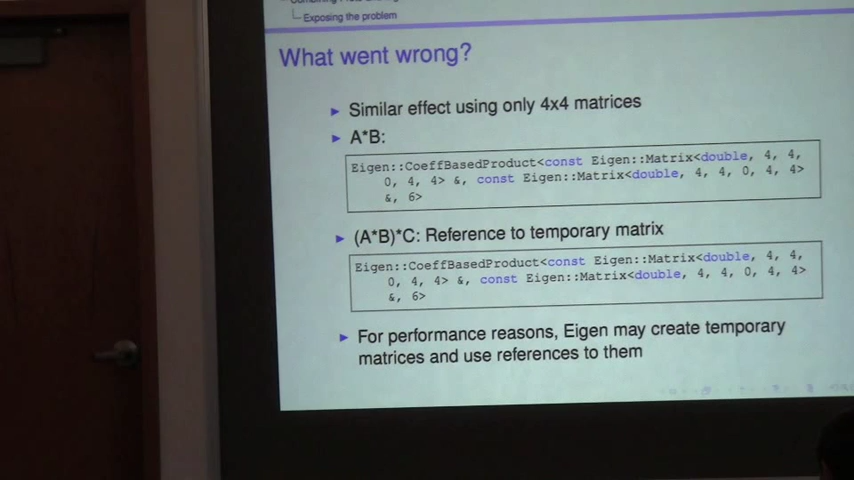 Exposing the problem
What went wrong?
Similar effect using only 4x4 matrices
A*B:
Eigen::CoeffBasedProduct<const Eigen::Matrix<double, 4, 4,
0, 4, 4> &, const Eigen::Matrix<double, 4, 4, 0, 4, 4>
&, 6>
(A*B)*C: Reference to temporary matrix
Eigen::CoeffBasedProduct<const Eigen::Matrix<double, 4, 4,
0, 4, 4> &, const Eigen::Matrix<double, 4, 4, 0, 4, 4>
&, 6>
For performance reasons, Eigen may create temporary
matrices and use references to them